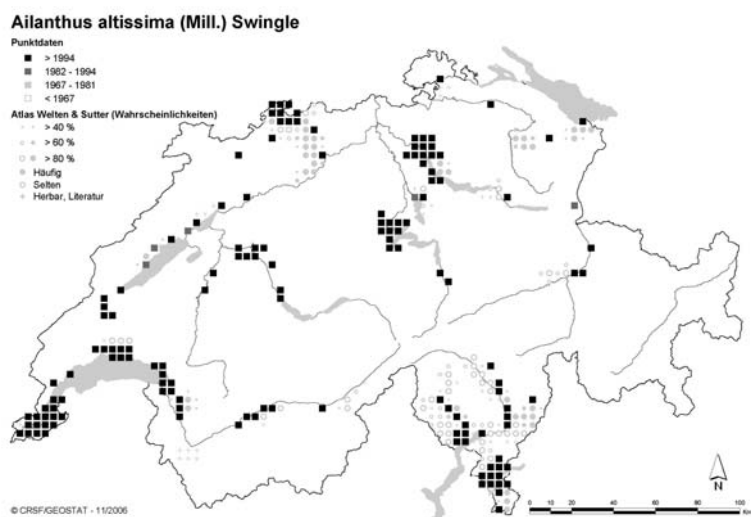 Ailanthus altissima (Mill.) Swingle
Punktdaten
> 1994
1982 - 1994
1967 - 1981
< 1967
Atlas Welten & Sutter (Wahrscheinlichkeiten)
> 40 %
> 60 %
> 80 %
Häufig
Selten
Herbar, Literatur
N
0 10 20 40 60 80 100
Km
© CRSF/GEOSTAT - 11/2006